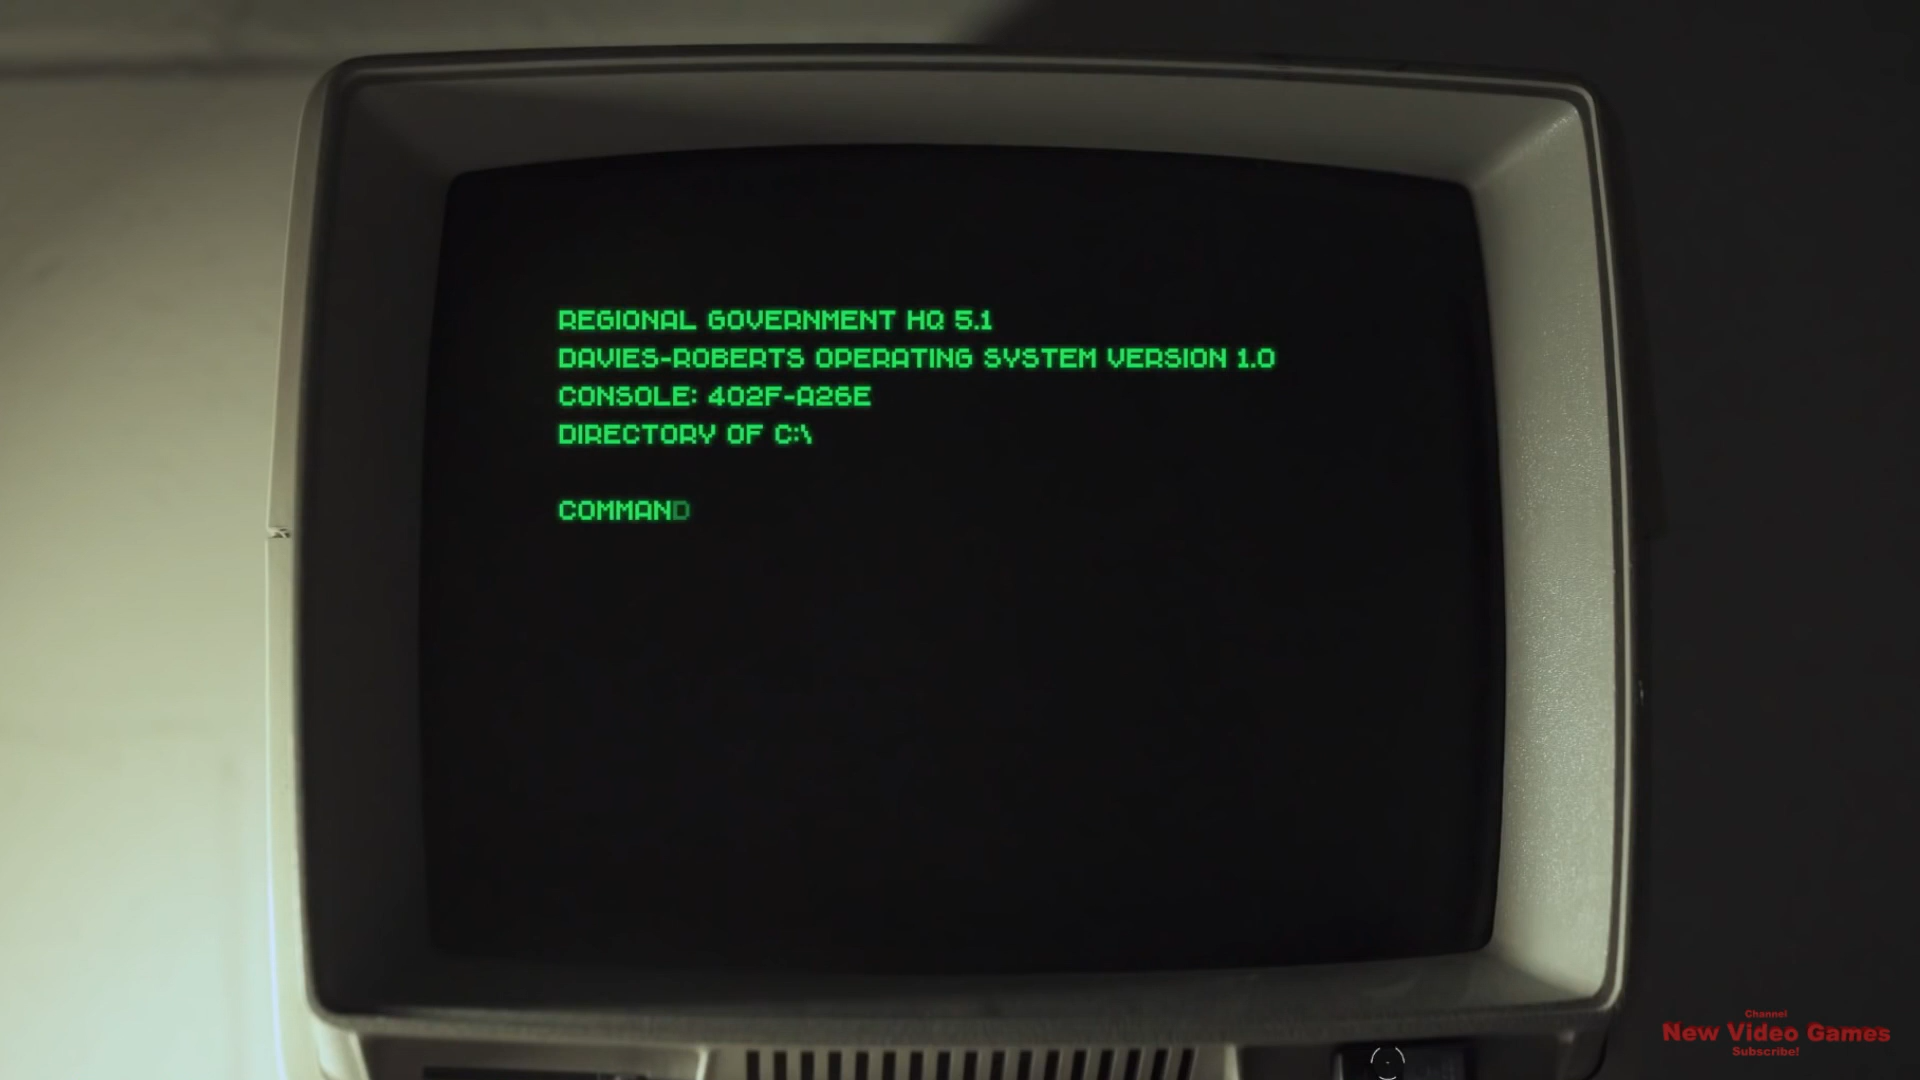 REGIONAL GOVERNMENT HQ 5.1
DAVIES-ROBERTS OPERATING SYSTEM VERSION 1.0
CONSOLE: 402F-A26E
DIRECTORY OF C:\
COMMAND
Channel
New Video Games
Subscribe!